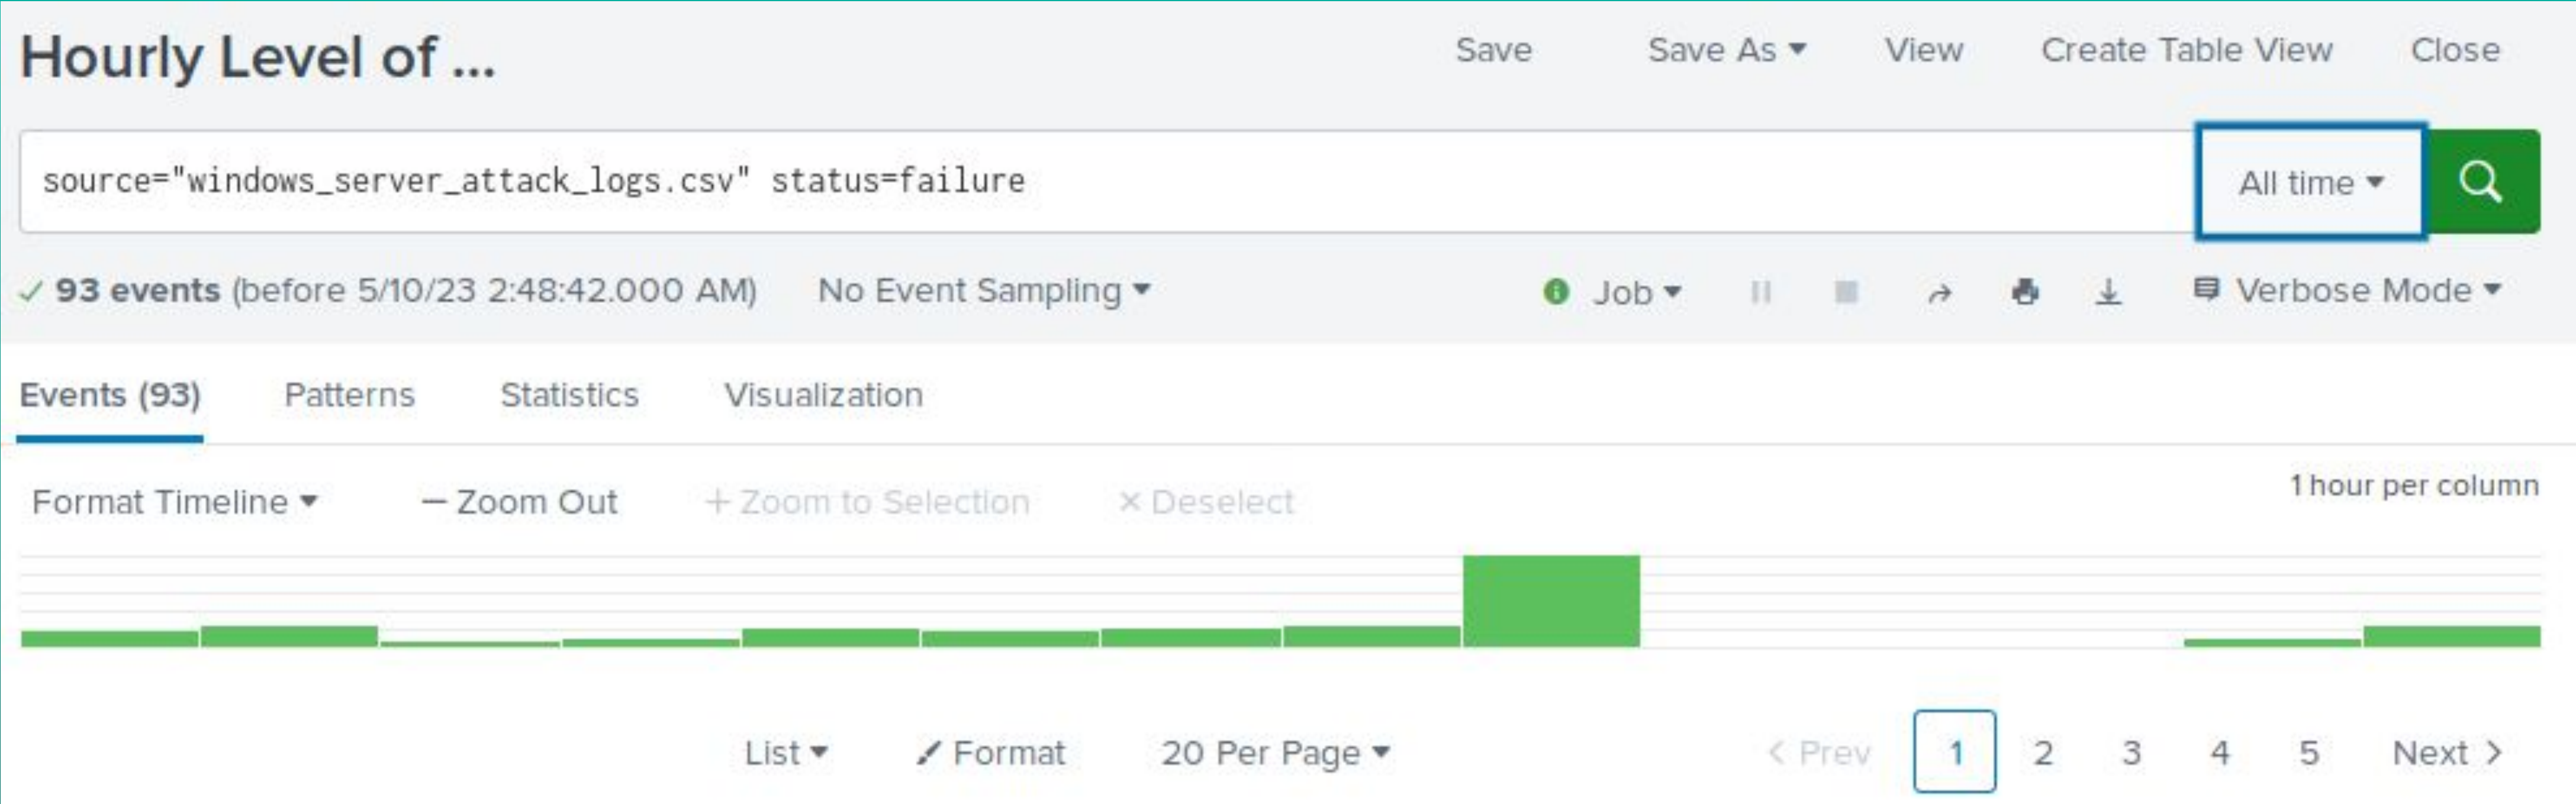 Hourly Level of ...
Save Save As View Create Table View Close
source="windows_server_attack_logs.csv" status=failure
All time
93 events (before 5/10/23 2:48:42.000 AM) No Event Sampling Job Verbose Mode
Events (93) Patterns Statistics Visualization
Format Timeline — Zoom Out + Zoom to Selection × Deselect
1 hour per column
List Format 20 Per Page < Prev 1 2 3 4 5 Next >